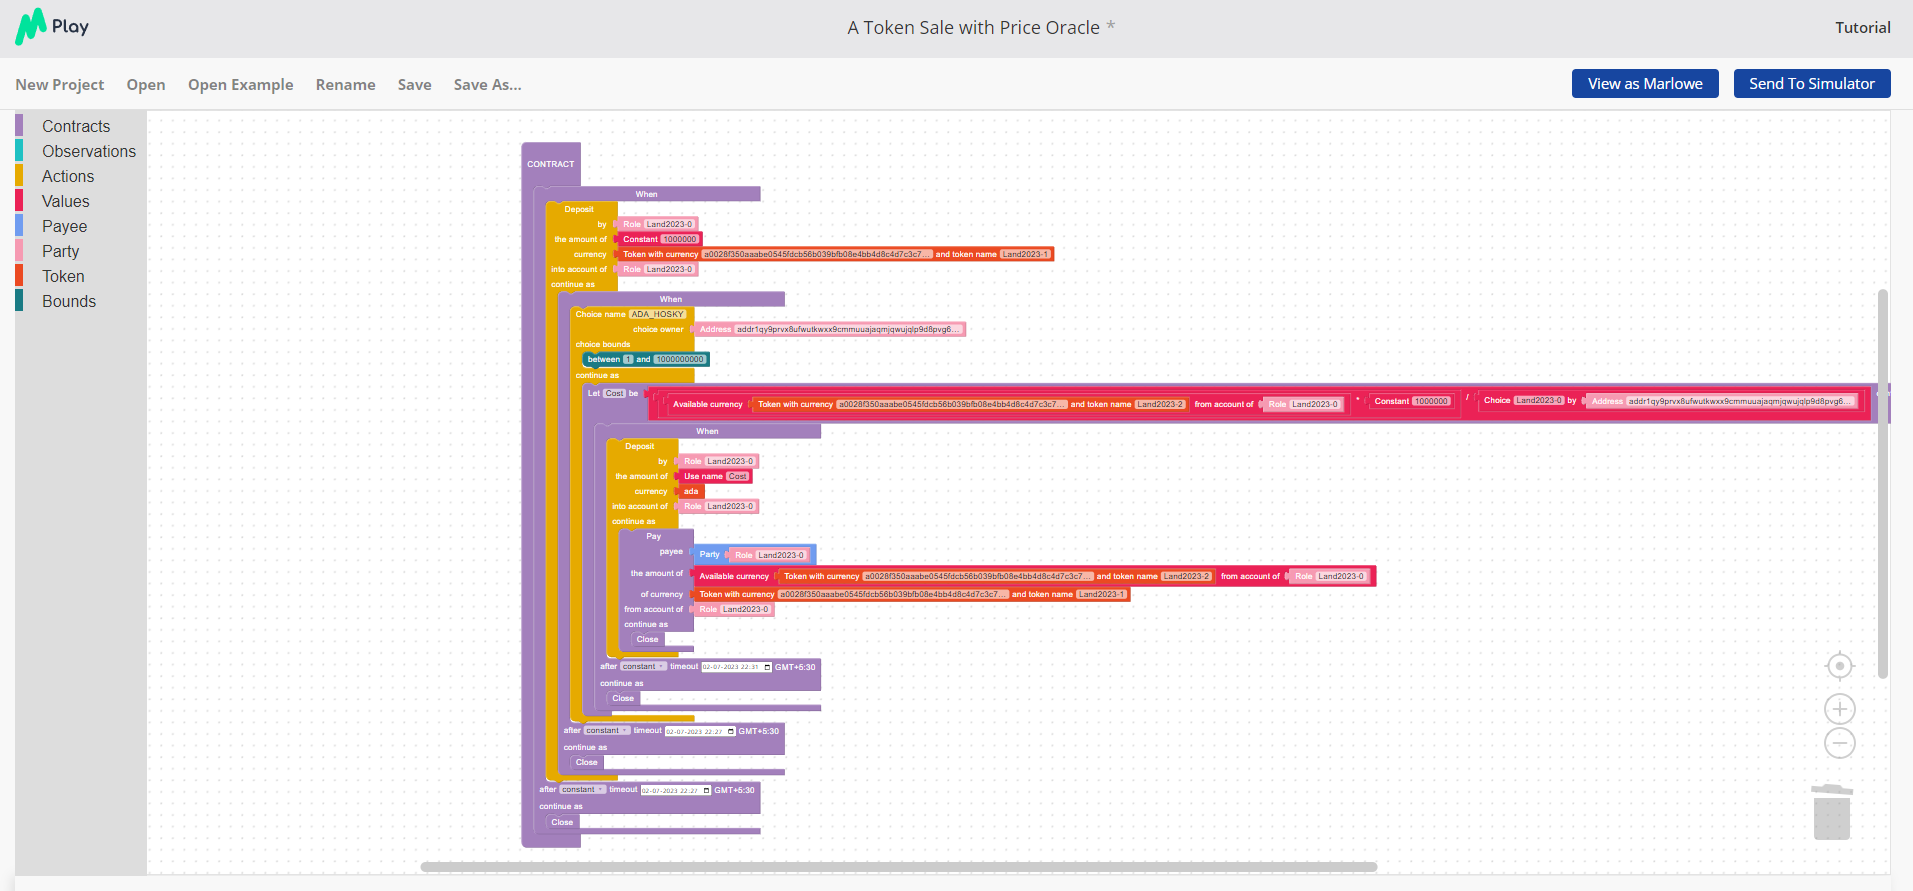 Play
A Token Sale with Price Oracle *
Tutorial
New Project Open Open Example Rename Save Save As...
View as Marlowe Send To Simulator
Contracts
Observations
Actions
Values
Payee
Party
Token
Bounds
CONTRACT
When
Deposit
by Role Land2023-0
the amount of Constant 1000000
currency Token with currency a0028f350aaabe0545fdcb56b039bfb08e4bb4d8c4d7c3c7... and token name Land2023-1
into account of Role Land2023-0
continue as
When
Choice name ADA_HOSKY
choice owner Address addr1qy9prvx8ufwutkwxx9cmmuuajaqmjqwujqlp9d8pvg6...
choice bounds
between 1 and 1000000000
continue as
Let Cost be Available currency Token with currency a0028f350aaabe0545fdcb56b039bfb08e4bb4d8c4d7c3c7... and token name Land2023-2 from account of Role Land2023-0 * Constant 1000000 / Choice Land2023-0 by Address addr1qy9prvx8ufwutkwxx9cmmuuajaqmjqwujqlp9d8pvg6...
When
Deposit
by Role Land2023-0
the amount of Use name Cost
currency ada
into account of Role Land2023-0
continue as
Pay
payee Party Role Land2023-0
the amount of Available currency Token with currency a0028f350aaabe0545fdcb56b039bfb08e4bb4d8c4d7c3c7... and token name Land2023-2 from account of Role Land2023-0
of currency Token with currency a0028f350aaabe0545fdcb56b039bfb08e4bb4d8c4d7c3c7... and token name Land2023-1
from account of Role Land2023-0
continue as
Close
after constant timeout 02-07-2023 22:31 GMT+5:30
continue as
Close
after constant timeout 02-07-2023 22:27 GMT+5:30
continue as
Close
after constant timeout 02-07-2023 22:27 GMT+5:30
continue as
Close